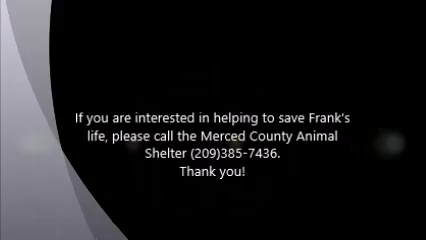 If you are interested in helping to save Frank's
life, please call the Merced County Animal
Shelter (209)385-7436.
Thank you!